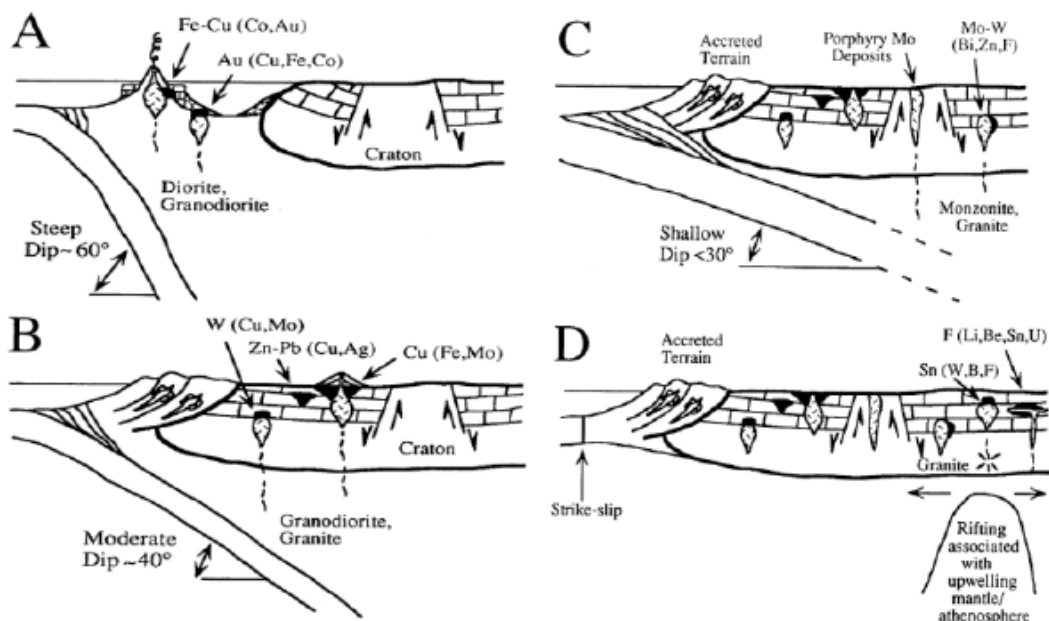 A
Fe-Cu (Co,Au)
Au (Cu,Fe,Co)
Craton
Diorite,
Granodiorite
Steep
Dip~60°
B
W (Cu,Mo)
Zn-Pb (Cu,Ag)
Cu (Fe,Mo)
Craton
Granodiorite,
Granite
Moderate
Dip ~40°
C
Accreted
Terrain
Porphyry Mo
Deposits
Mo-W
(Bi,Zn,F)
Monzonite,
Granite
Shallow
Dip <30°
D
Accreted
Terrain
F (Li,Be,Sn,U)
Sn (W,B,F)
Granite
Strike-slip
Rifting
associated
with
upwelling
mantle/
athenosphere